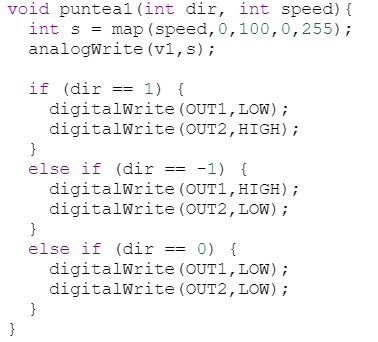 void puntea1(int dir, int speed){
  int s = map(speed,0,100,0,255);
  analogWrite(v1,s);

  if (dir == 1) {
    digitalWrite(OUT1,LOW);
    digitalWrite(OUT2,HIGH);
  }
  else if (dir == -1) {
    digitalWrite(OUT1,HIGH);
    digitalWrite(OUT2,LOW);
  }
  else if (dir == 0) {
    digitalWrite(OUT1,LOW);
    digitalWrite(OUT2,LOW);
  }
}